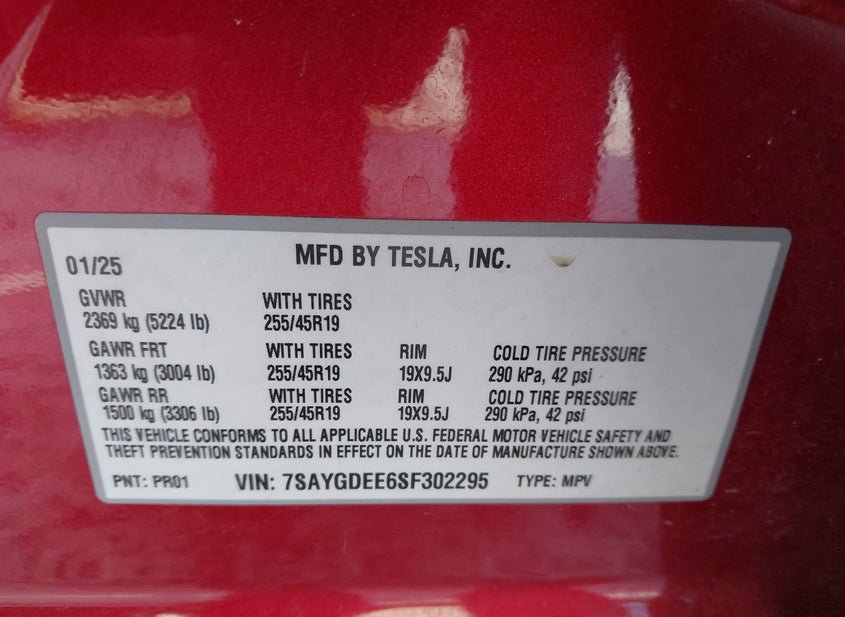 01/25 MFD BY TESLA, INC.
GVWR WITH TIRES
2369 kg (5224 lb) 255/45R19
GAWR FRT WITH TIRES RIM COLD TIRE PRESSURE
1363 kg (3004 lb) 255/45R19 19X9.5J 290 kPa, 42 psi
GAWR RR WITH TIRES RIM COLD TIRE PRESSURE
1500 kg (3306 lb) 255/45R19 19X9.5J 290 kPa, 42 psi
THIS VEHICLE CONFORMS TO ALL APPLICABLE U.S. FEDERAL MOTOR VEHICLE SAFETY AND
THEFT PREVENTION STANDARDS IN EFFECT ON THE DATE OF MANUFACTURE SHOWN ABOVE.
PNT: PR01 VIN: 7SAYGDEE6SF302295 TYPE: MPV